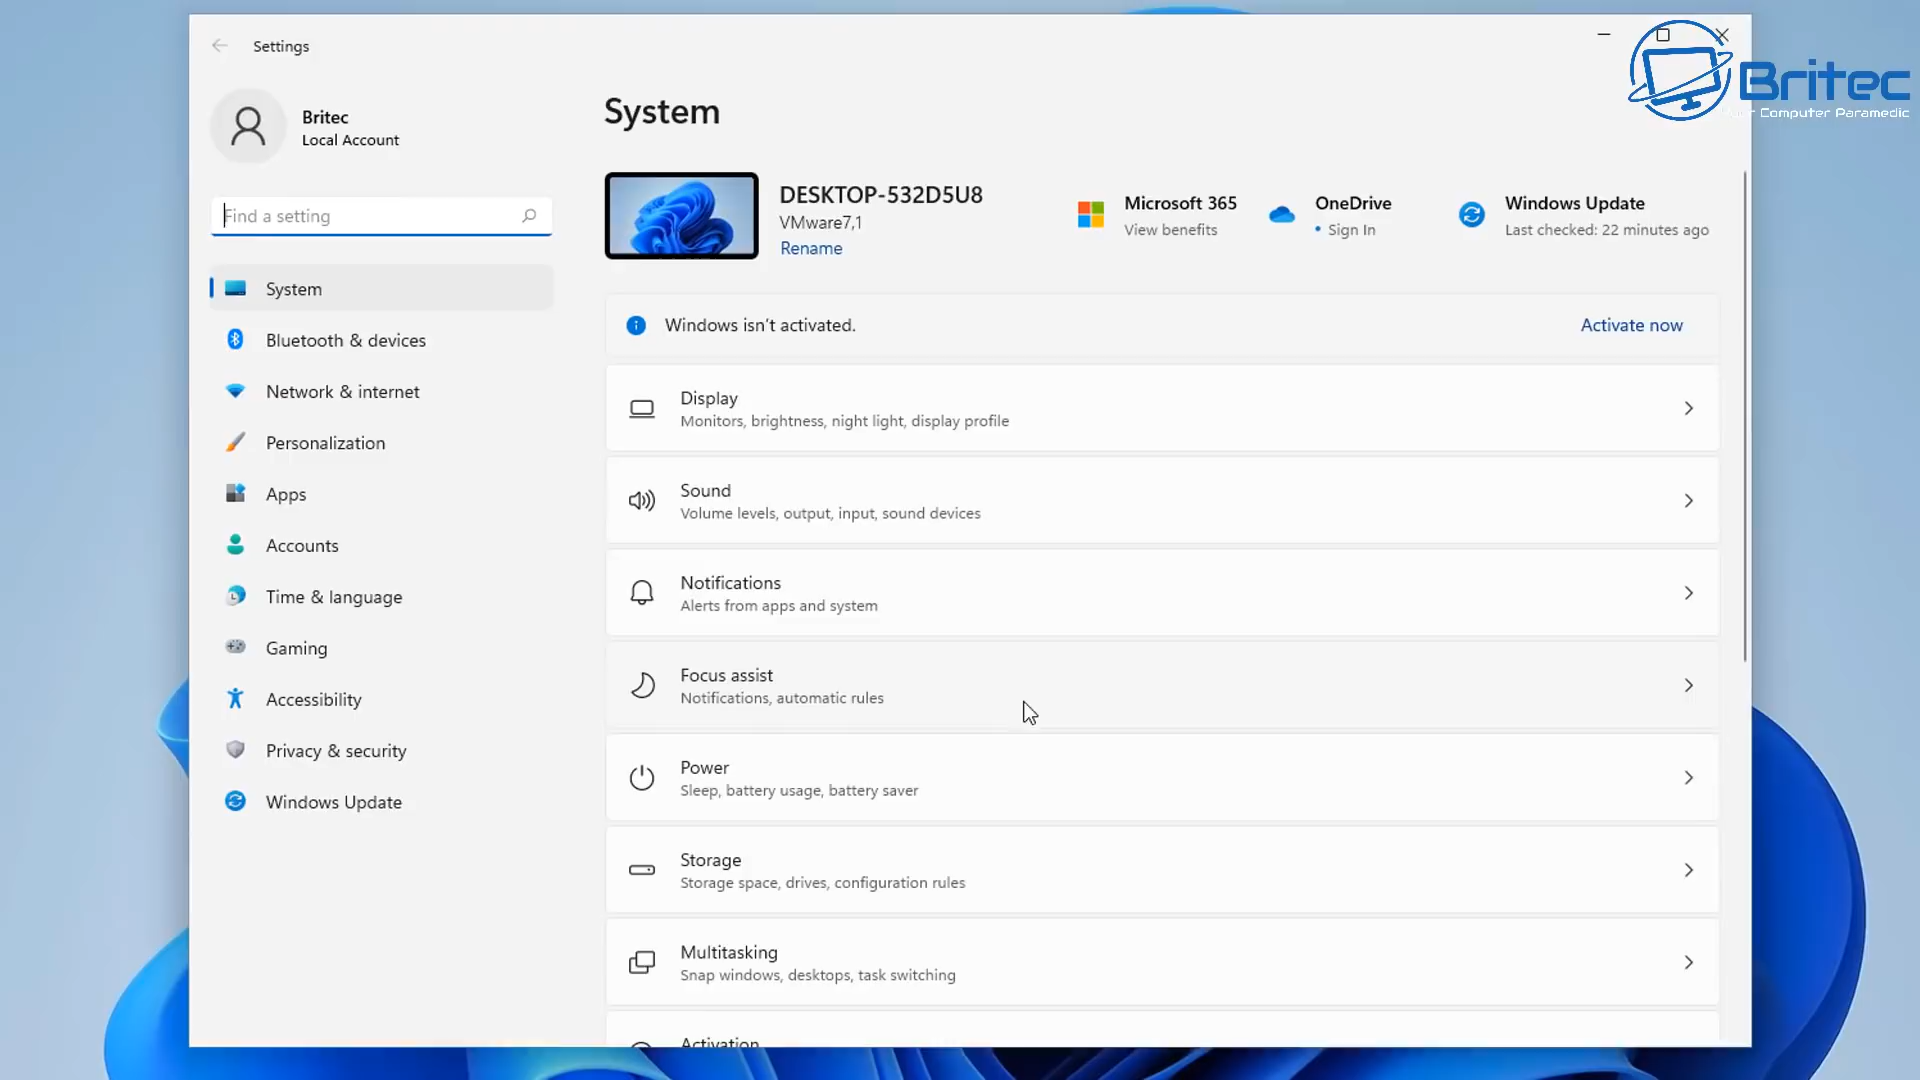 Settings
Britec
Local Account
Find a setting
System
Bluetooth & devices
Network & internet
Personalization
Apps
Accounts
Time & language
Gaming
Accessibility
Privacy & security
Windows Update
System
DESKTOP-532D5U8
VMware7,1
Rename
Microsoft 365
View benefits
OneDrive
• Sign In
Windows Update
Last checked: 22 minutes ago
Windows isn't activated.
Activate now
Display
Monitors, brightness, night light, display profile
Sound
Volume levels, output, input, sound devices
Notifications
Alerts from apps and system
Focus assist
Notifications, automatic rules
Power
Sleep, battery usage, battery saver
Storage
Storage space, drives, configuration rules
Multitasking
Snap windows, desktops, task switching
Activation
Britec
Your Computer Paramedic